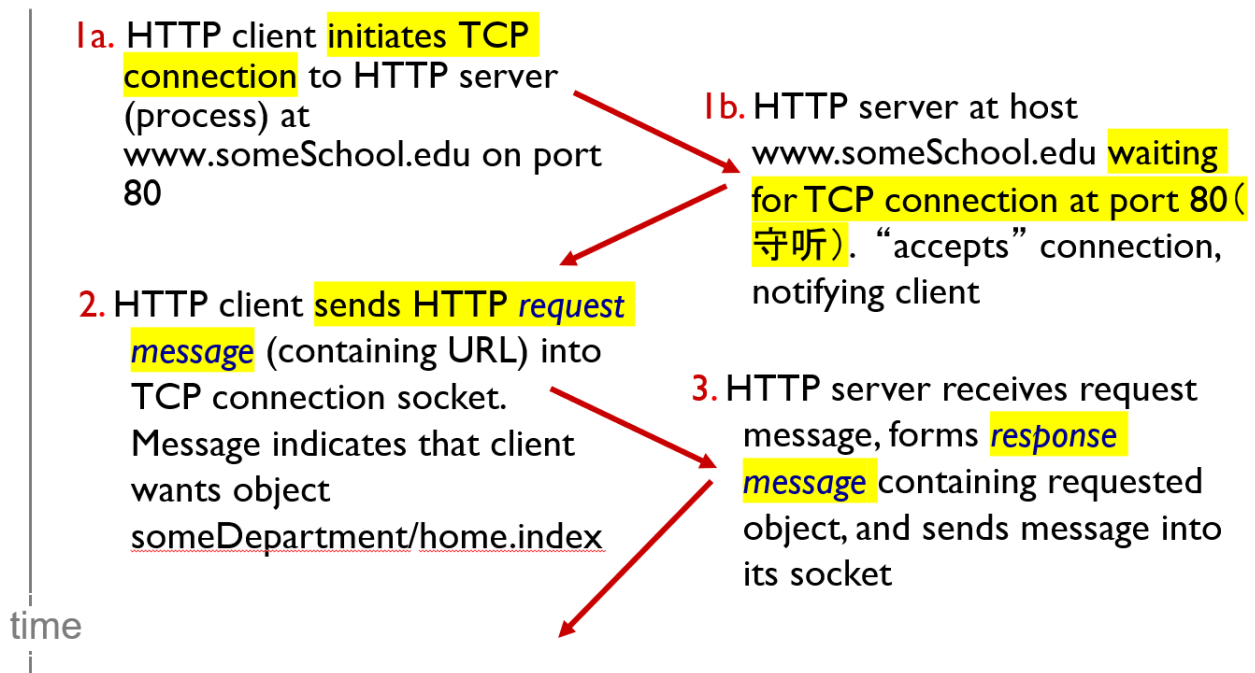 1a. HTTP client initiates TCP
connection to HTTP server
(process) at
www.someSchool.edu on port
80
1b. HTTP server at host
www.someSchool.edu waiting
for TCP connection at port 80（
守听）. “accepts” connection,
notifying client
2. HTTP client sends HTTP request
message (containing URL) into
TCP connection socket.
Message indicates that client
wants object
someDepartment/home.index
3. HTTP server receives request
message, forms response
message containing requested
object, and sends message into
its socket
time